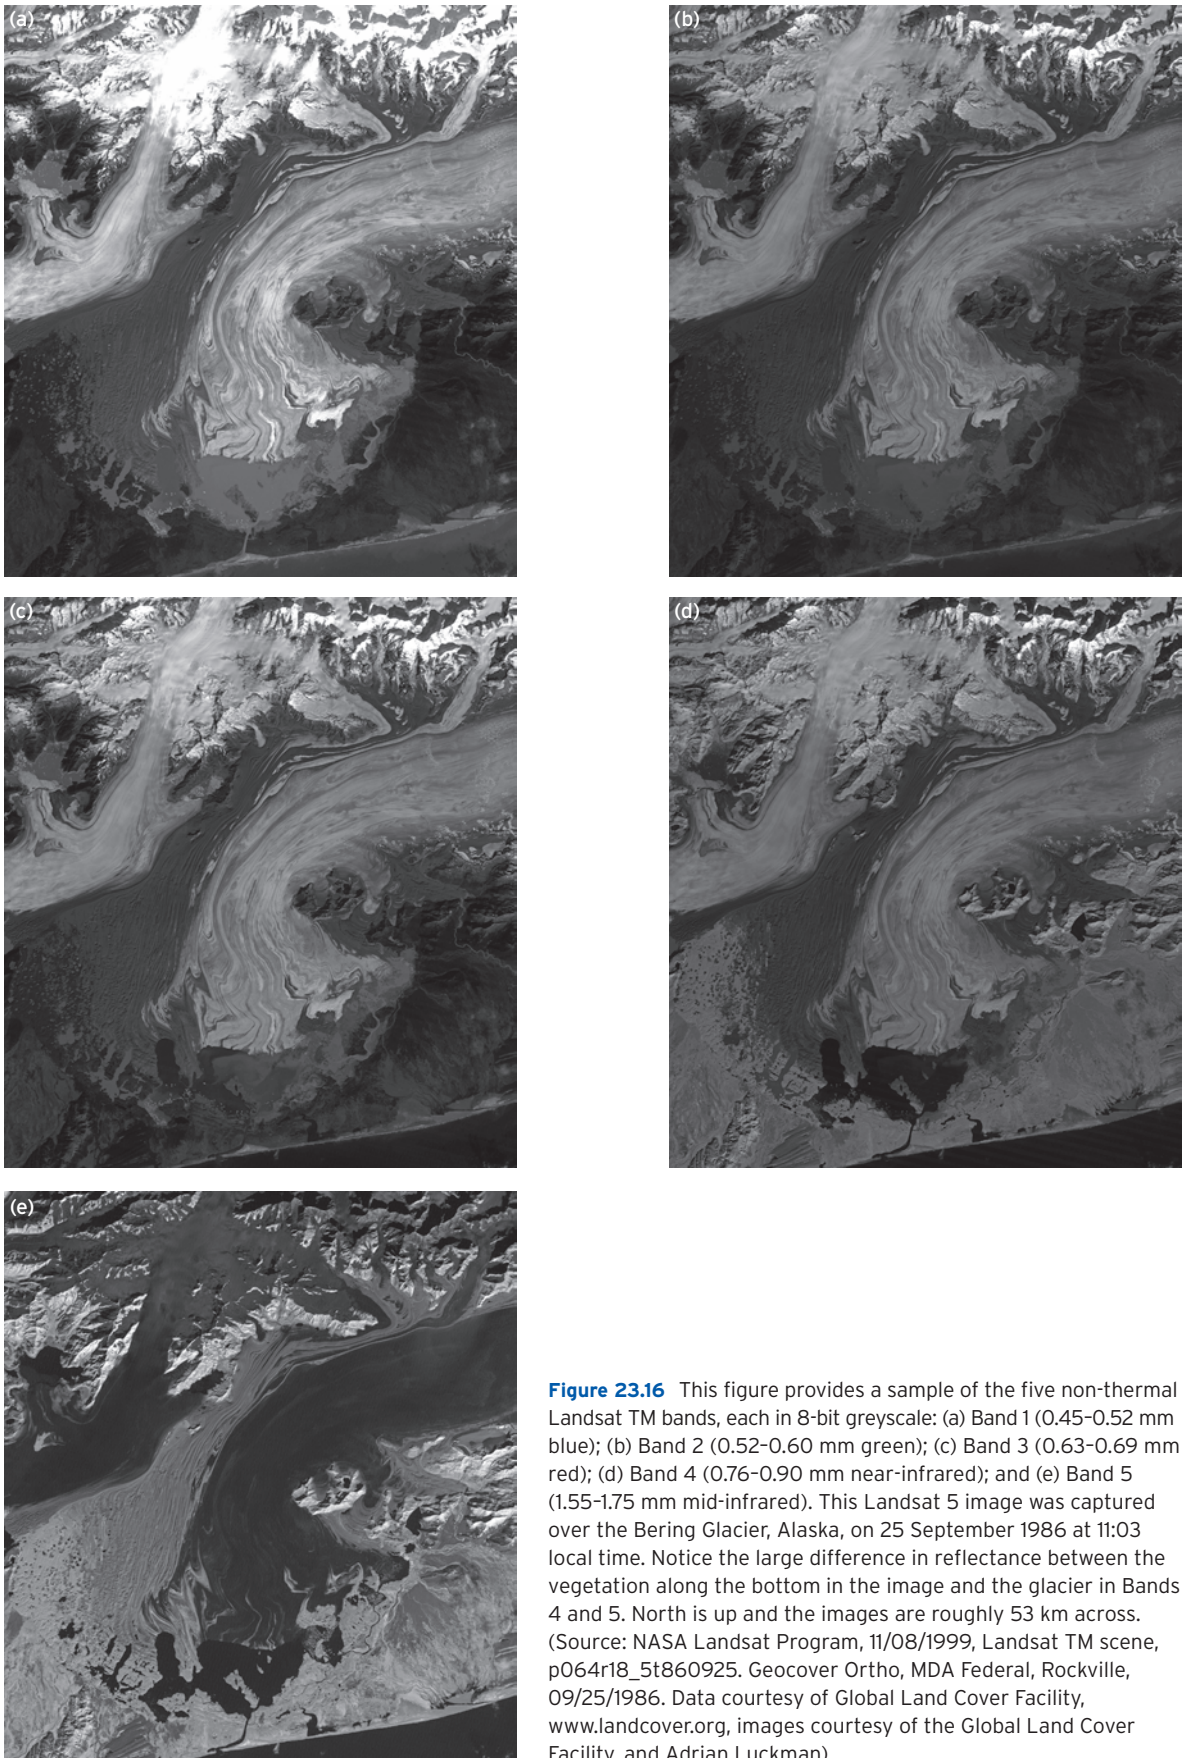 (a)
(b)
(c)
(d)
(e)
Figure 23.16 This figure provides a sample of the five non-thermal
Landsat TM bands, each in 8-bit greyscale: (a) Band 1 (0.45–0.52 mm
blue); (b) Band 2 (0.52–0.60 mm green); (c) Band 3 (0.63–0.69 mm
red); (d) Band 4 (0.76–0.90 mm near-infrared); and (e) Band 5
(1.55–1.75 mm mid-infrared). This Landsat 5 image was captured
over the Bering Glacier, Alaska, on 25 September 1986 at 11:03
local time. Notice the large difference in reflectance between the
vegetation along the bottom in the image and the glacier in Bands
4 and 5. North is up and the images are roughly 53 km across.
(Source: NASA Landsat Program, 11/08/1999, Landsat TM scene,
p064r18_5t860925. Geocover Ortho, MDA Federal, Rockville,
09/25/1986. Data courtesy of Global Land Cover Facility,
www.landcover.org, images courtesy of the Global Land Cover
Facility, and Adrian Luckman)